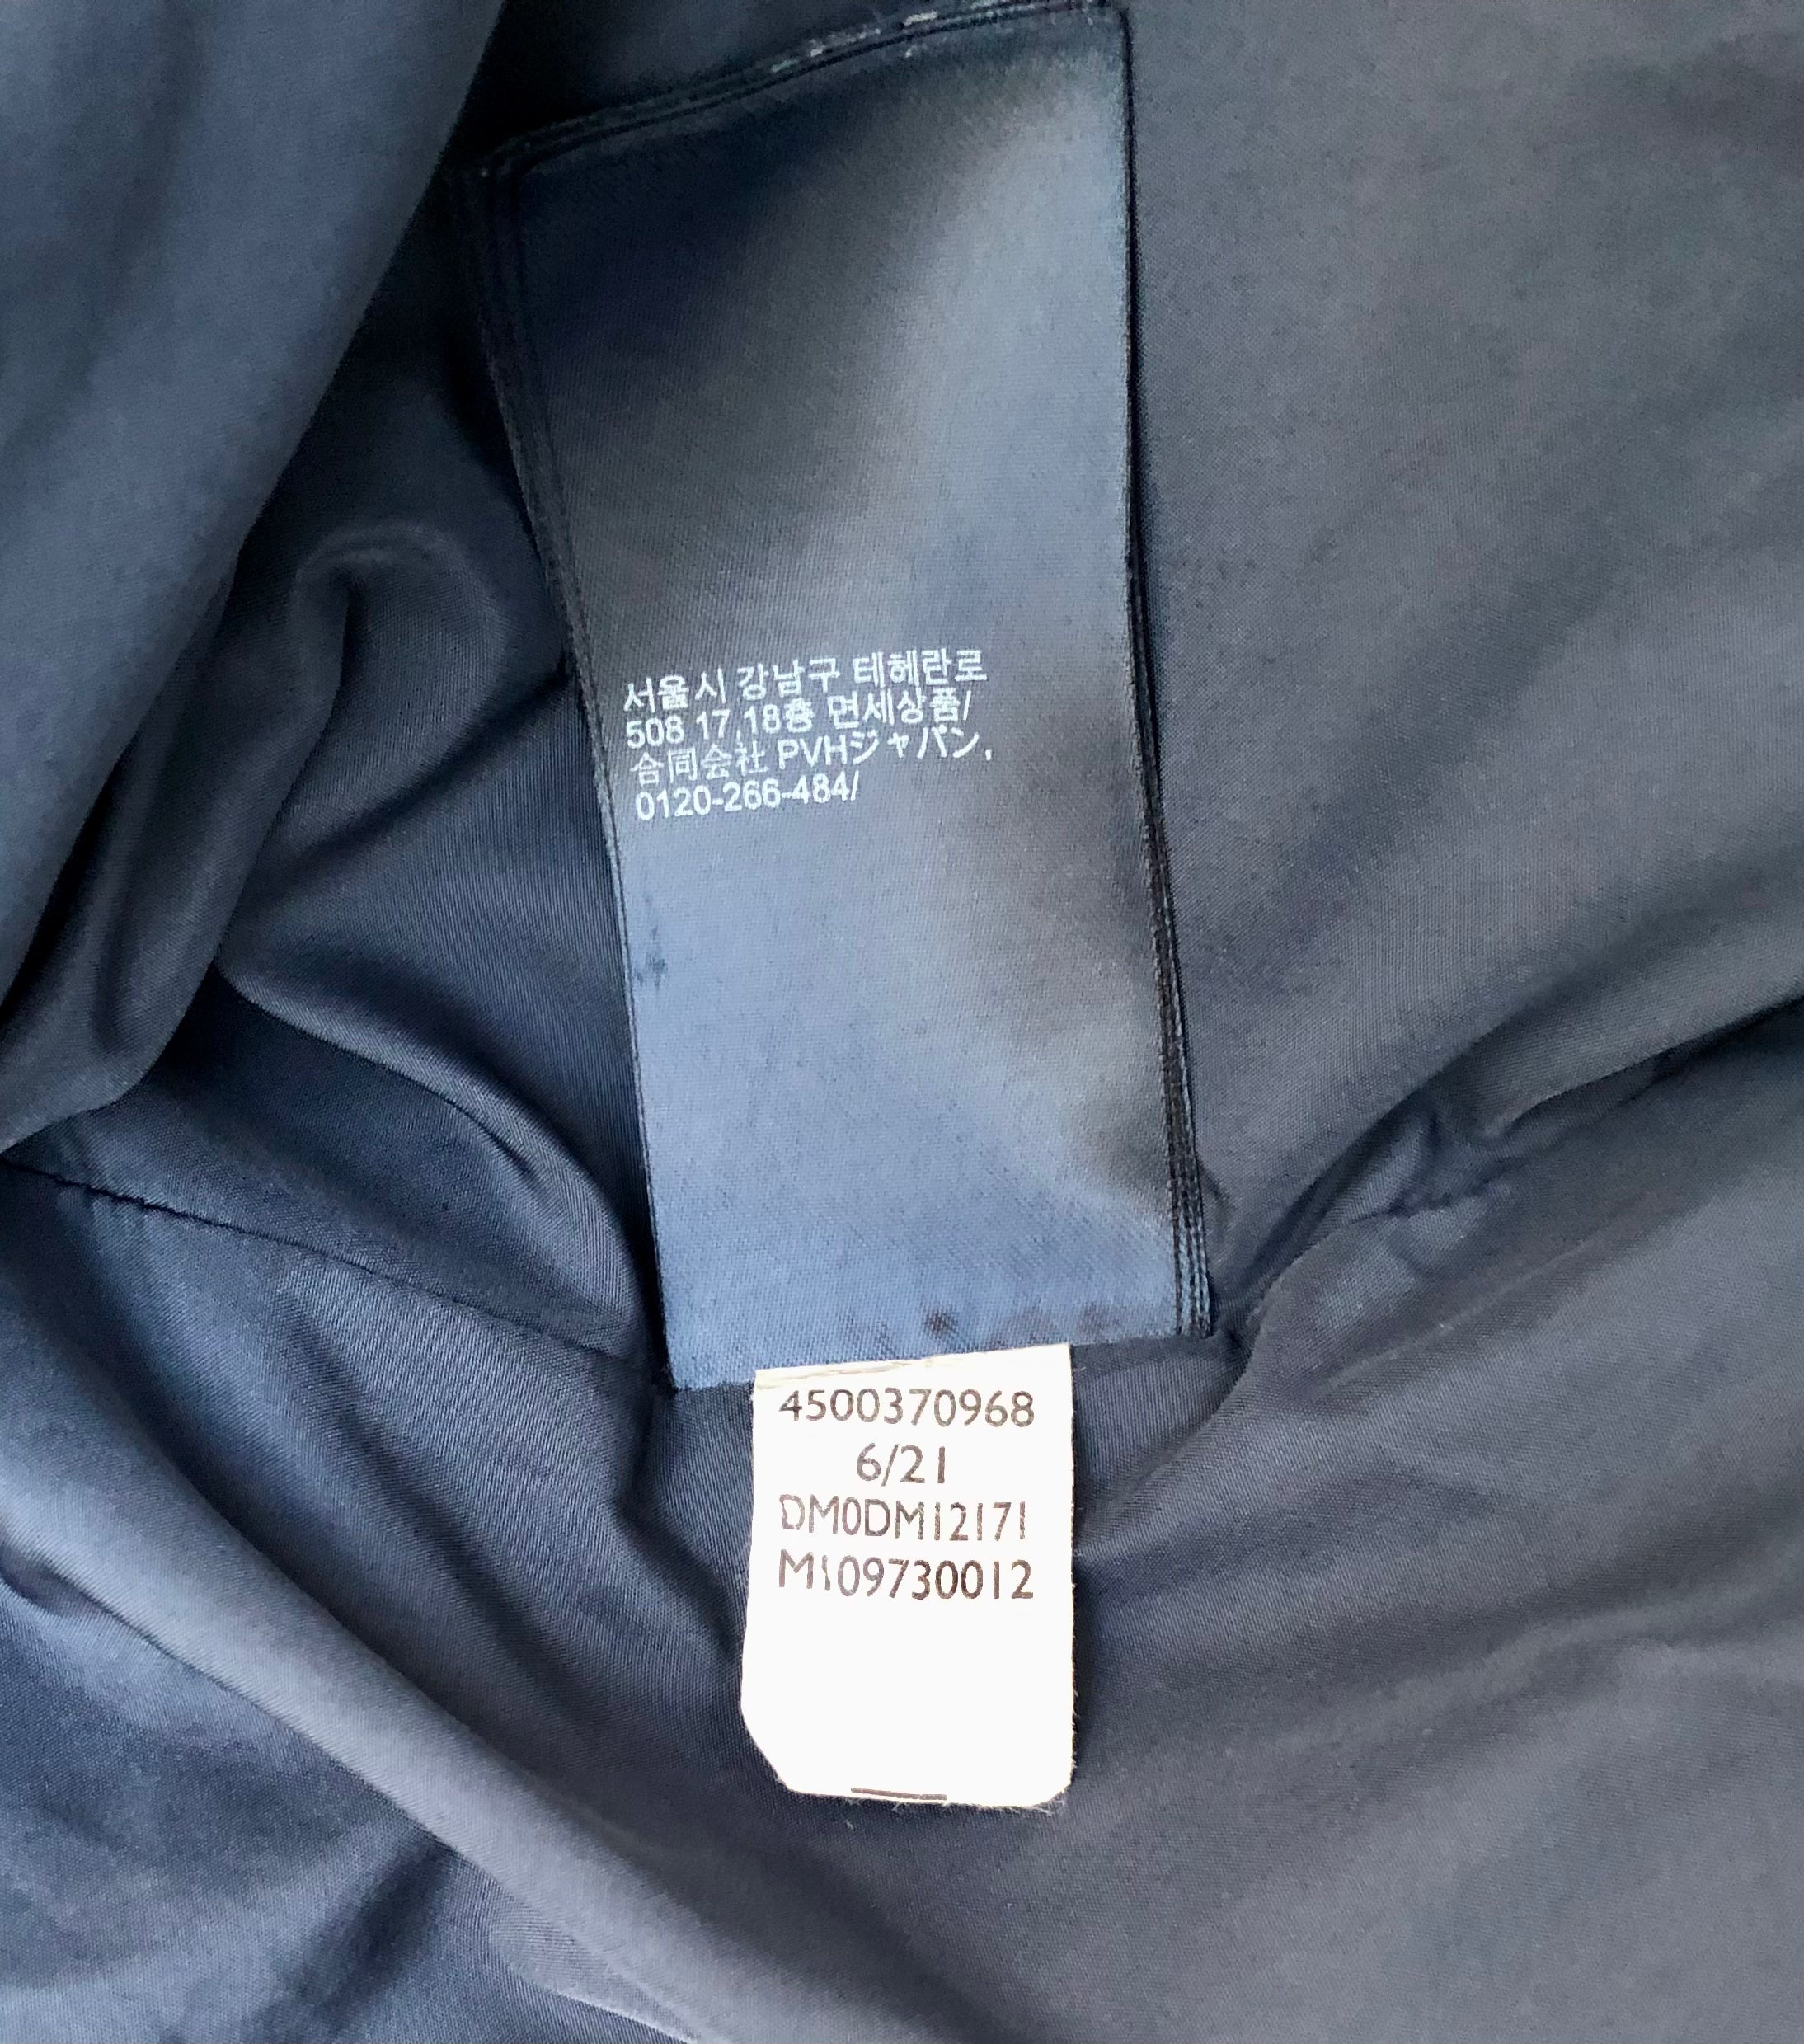 서울시 강남구 테헤란로
508 17,18층 면세상품/
合同会社 PVHジャパン,
0120-266-484/
4500370968
6/21
DM0DM12171
M109730012